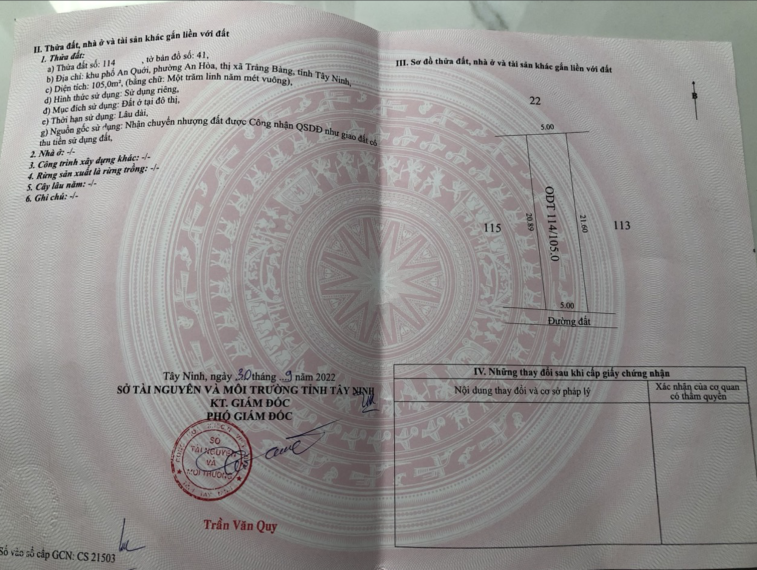 II. Thửa đất, nhà ở và tài sản khác gắn liền với đất
1. Thửa đất:
a) Thửa đất số: 114 , tờ bản đồ số: 41,
b) Địa chỉ: khu phố An Quới, phường An Hòa, thị xã Trảng Bàng, tỉnh Tây Ninh,
c) Diện tích: 105,0m², (bằng chữ: Một trăm linh năm mét vuông),
d) Hình thức sử dụng: Sử dụng riêng,
đ) Mục đích sử dụng: Đất ở tại đô thị,
e) Thời hạn sử dụng: Lâu dài,
g) Nguồn gốc sử dụng: Nhận chuyển nhượng đất được Công nhận QSDĐ như giao đất có
thu tiền sử dụng đất,
2. Nhà ở: -/-
3. Công trình xây dựng khác: -/-
4. Rừng sản xuất là rừng trồng: -/-
5. Cây lâu năm: -/-
6. Ghi chú: -/-
Tây Ninh, ngày 30 tháng 9 năm 2022
SỞ TÀI NGUYÊN VÀ MÔI TRƯỜNG TỈNH TÂY NINH
KT. GIÁM ĐỐC
PHÓ GIÁM ĐỐC
SỞ
TÀI NGUYÊN
VÀ
MÔI TRƯỜNG
Trần Văn Quy
Số vào sổ cấp GCN: CS 21503
III. Sơ đồ thửa đất, nhà ở và tài sản khác gắn liền với đất
B
22
5.00
115
20.89
ODT 114/105.0
21.60
113
5.00
Đường đất
IV. Những thay đổi sau khi cấp giấy chứng nhận
Nội dung thay đổi và cơ sở pháp lý
Xác nhận của cơ quan
có thẩm quyền